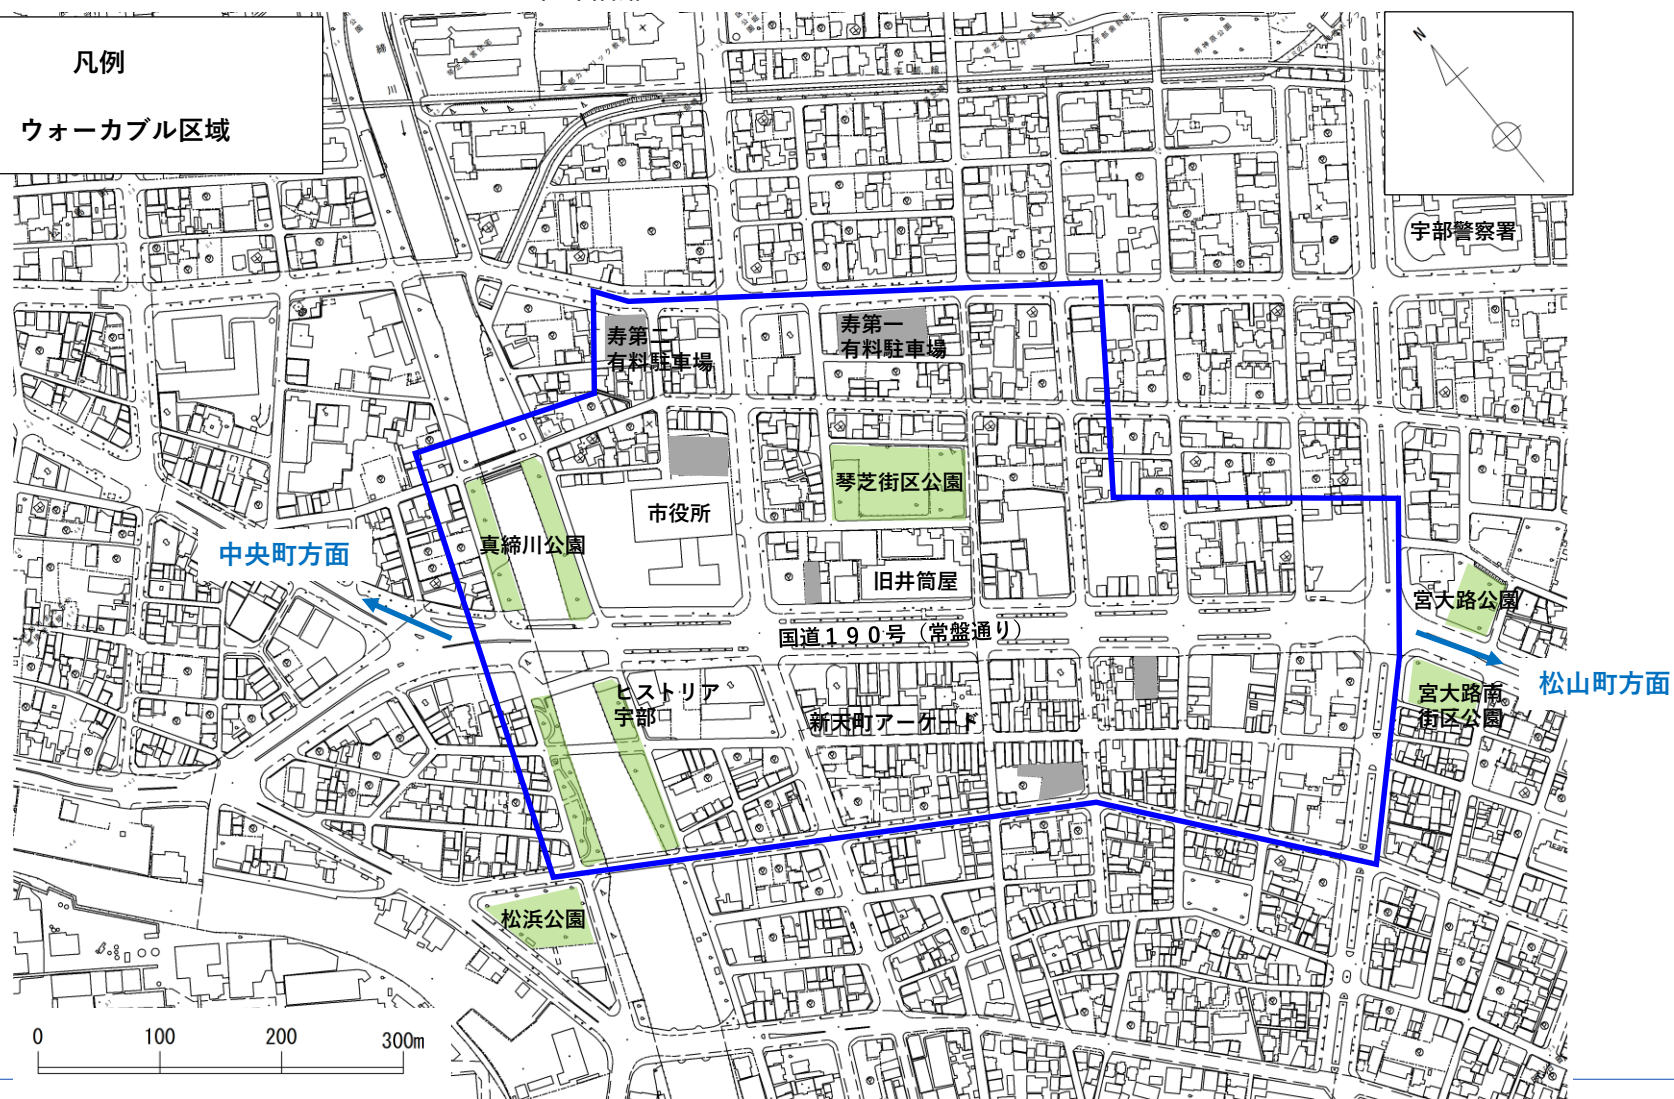 凡例
ウォーカブル区域
N
宇部警察署
寿第二
有料駐車場
寿第一
有料駐車場
琴芝街区公園
市役所
真締川公園
中央町方面
旧井筒屋
宮大路公園
国道190号（常盤通り）
松山町方面
ヒストリア
宇部
新天町アーケード
宮大路南
街区公園
松浜公園
0 100 200 300m